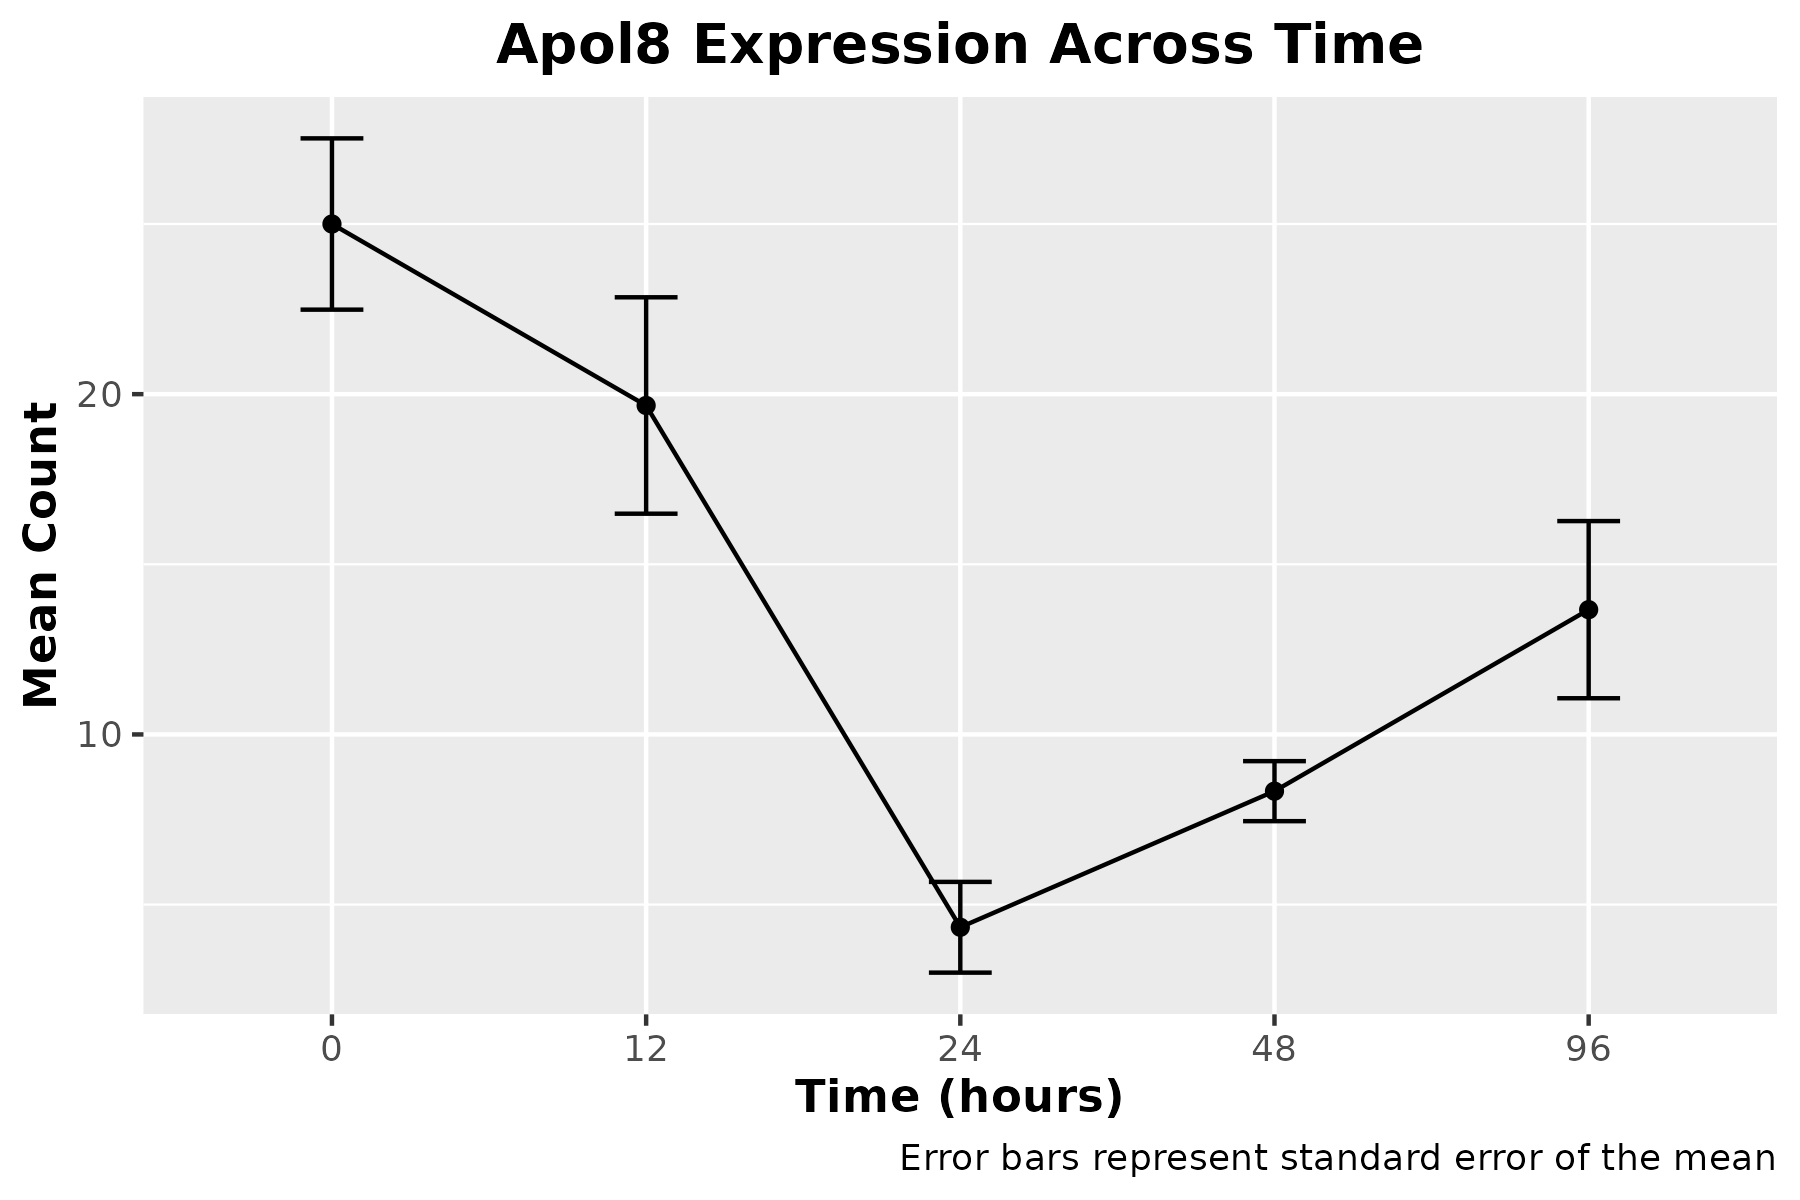 Apol8 Expression Across Time
Mean Count
20
10
0 12 24 48 96
Time (hours)
Error bars represent standard error of the mean